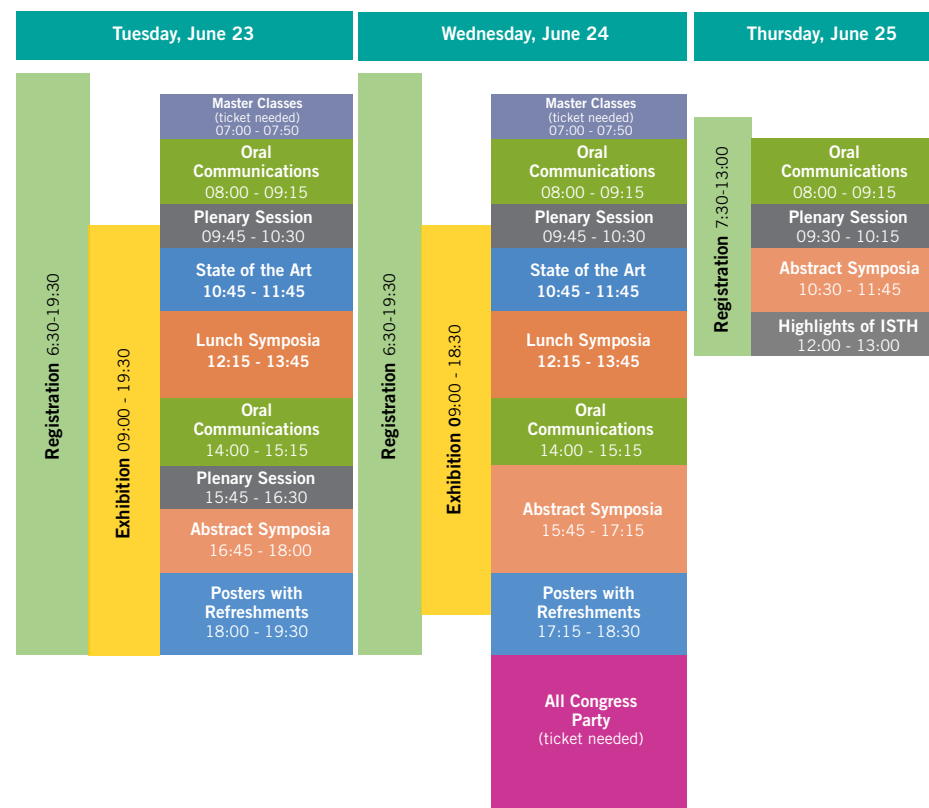 Tuesday, June 23
Registration 6:30-19:30
Exhibition 09:00 - 19:30
Master Classes
(ticket needed)
07:00 - 07:50
Oral
Communications
08:00 - 09:15
Plenary Session
09:45 - 10:30
State of the Art
10:45 - 11:45
Lunch Symposia
12:15 - 13:45
Oral
Communications
14:00 - 15:15
Plenary Session
15:45 - 16:30
Abstract Symposia
16:45 - 18:00
Posters with
Refreshments
18:00 - 19:30
Wednesday, June 24
Registration 6:30-19:30
Exhibition 09:00 - 18:30
Master Classes
(ticket needed)
07:00 - 07:50
Oral
Communications
08:00 - 09:15
Plenary Session
09:45 - 10:30
State of the Art
10:45 - 11:45
Lunch Symposia
12:15 - 13:45
Oral
Communications
14:00 - 15:15
Abstract Symposia
15:45 - 17:15
Posters with
Refreshments
17:15 - 18:30
All Congress
Party
(ticket needed)
Thursday, June 25
Registration 7:30-13:00
Oral
Communications
08:00 - 09:15
Plenary Session
09:30 - 10:15
Abstract Symposia
10:30 - 11:45
Highlights of ISTH
12:00 - 13:00